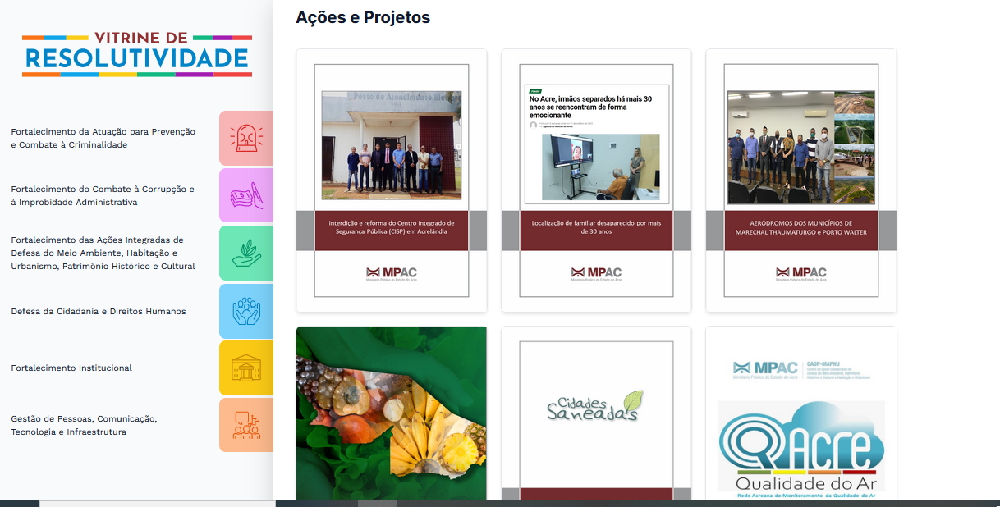 VITRINE DE
RESOLUTIVIDADE
Fortalecimento da Atuação para Prevenção
e Combate à Criminalidade
Fortalecimento do Combate à Corrupção e
à Improbidade Administrativa
Fortalecimento das Ações Integradas de
Defesa do Meio Ambiente, Habitação e
Urbanismo, Patrimônio Histórico e Cultural
Defesa da Cidadania e Direitos Humanos
Fortalecimento Institucional
Gestão de Pessoas, Comunicação,
Tecnologia e Infraestrutura
Ações e Projetos
Posto de Atendimento
Interdição e reforma do Centro Integrado de
Segurança Pública (CISP) em Acrelândia
MPAC
Ministério Público do Estado do Acre
No Acre, irmãos separados há mais 30
anos se reencontram de forma
emocionante
Localização de familiar desaparecido por mais
de 30 anos
MPAC
Ministério Público do Estado do Acre
AERÓDROMOS DOS MUNICÍPIOS DE
MARECHAL THAUMATURGO e PORTO WALTER
MPAC
Ministério Público do Estado do Acre
Cidades
Saneadas
MPAC
Ministério Público do Estado do Acre
CAOP-MAPHU
QAcre
Qualidade do Ar
Rede Acreana de Monitoramento da Qualidade do Ar